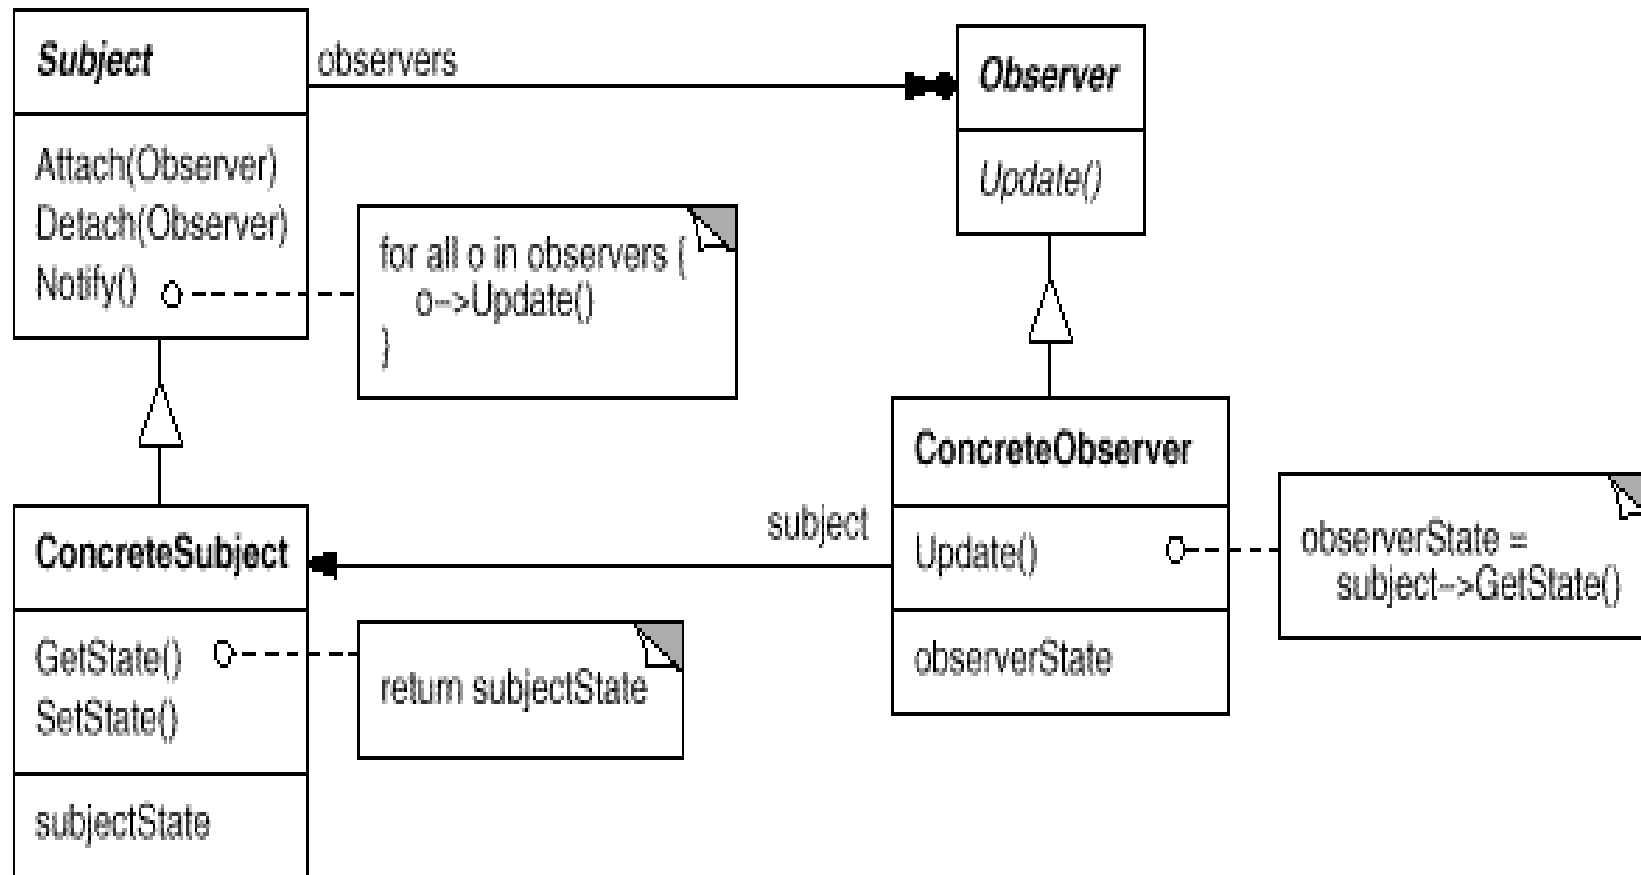 Subject
observers
Observer
Attach(Observer)
Detach(Observer)
Notify()
for all o in observers {
o->Update()
}
Update()
ConcreteObserver
Update()
observerState
observerState =
subject->GetState()
subject
ConcreteSubject
GetState()
SetState()
subjectState
return subjectState